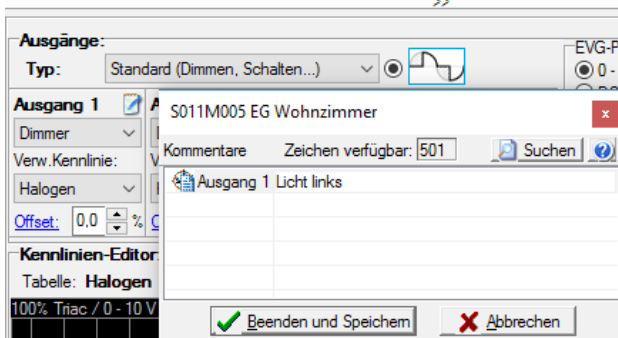 Ausgänge:
EVG-P
Typ: Standard (Dimmen, Schalten...)
0 -
Ausgang 1
S011M005 EG Wohnzimmer
Dimmer
Kommentare Zeichen verfügbar: 501 Suchen
Verw.Kennlinie:
Ausgang 1 Licht links
Halogen
Offset: 0,0 %
Kennlinien-Editor
Tabelle: Halogen
100% Triac / 0 - 10 V
Beenden und Speichern Abbrechen